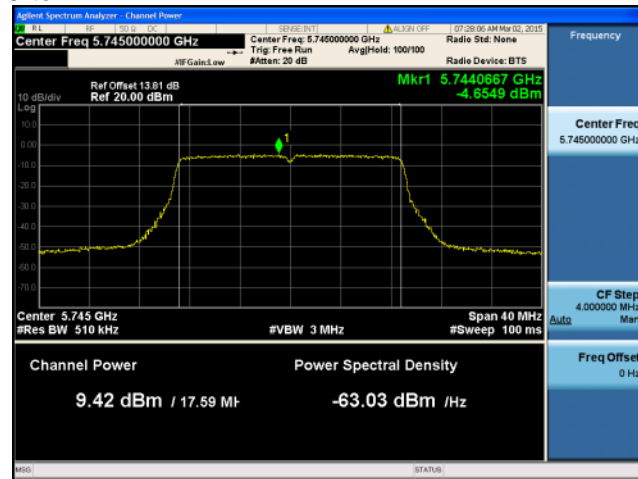 Agilent Spectrum Analyzer - Channel Power
RL RF 50 Ω DC SENSE:INT ALIGN OFF 07:28:06 AM Mar 02, 2015
Center Freq 5.745000000 GHz
Center Freq: 5.745000000 GHz
Radio Std: None
Trig: Free Run Avg|Hold: 100/100
#IFGain:Low #Atten: 20 dB Radio Device: BTS
Ref Offset 13.81 dB
Mkr1 5.7440667 GHz
10 dB/div Ref 20.00 dBm
-4.6549 dBm
Log
10.0
0.00
-10.0
-20.0
-30.0
-40.0
-50.0
-60.0
-70.0
1
Center 5.745 GHz Span 40 MHz
#Res BW 510 kHz #VBW 3 MHz #Sweep 100 ms
Channel Power
Power Spectral Density
9.42 dBm / 17.59 MH
-63.03 dBm /Hz
MSG STATUS
Frequency
Center Freq
5.745000000 GHz
CF Step
4.000000 MHz
Auto Man
Freq Offset
0 Hz